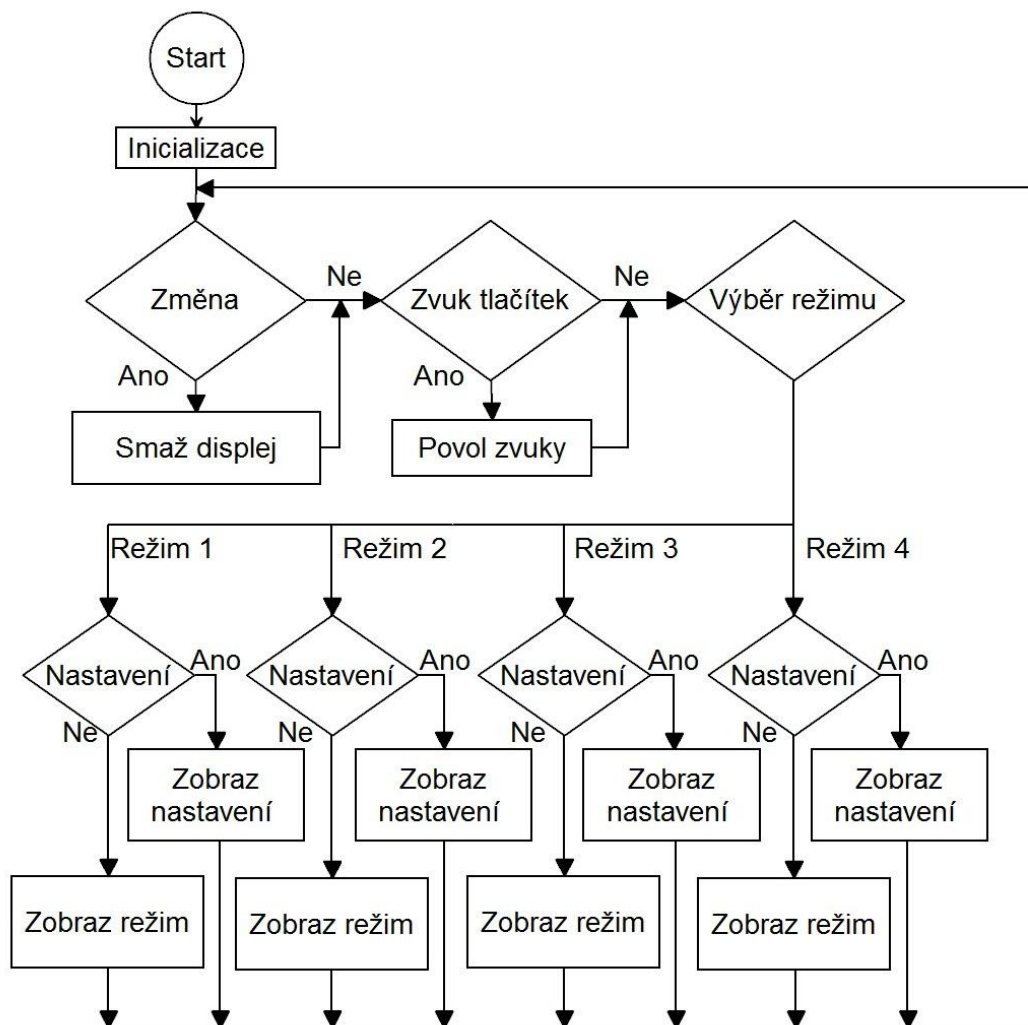 Start
Inicializace
Změna
Ne
Zvuk tlačítek
Ne
Výběr režimu
Ano
Ano
Smaž displej
Povol zvuky
Režim 1
Režim 2
Režim 3
Režim 4
Nastavení
Ano
Nastavení
Ano
Nastavení
Ano
Nastavení
Ano
Ne
Ne
Ne
Ne
Zobraz
nastavení
Zobraz
nastavení
Zobraz
nastavení
Zobraz
nastavení
Zobraz režim
Zobraz režim
Zobraz režim
Zobraz režim